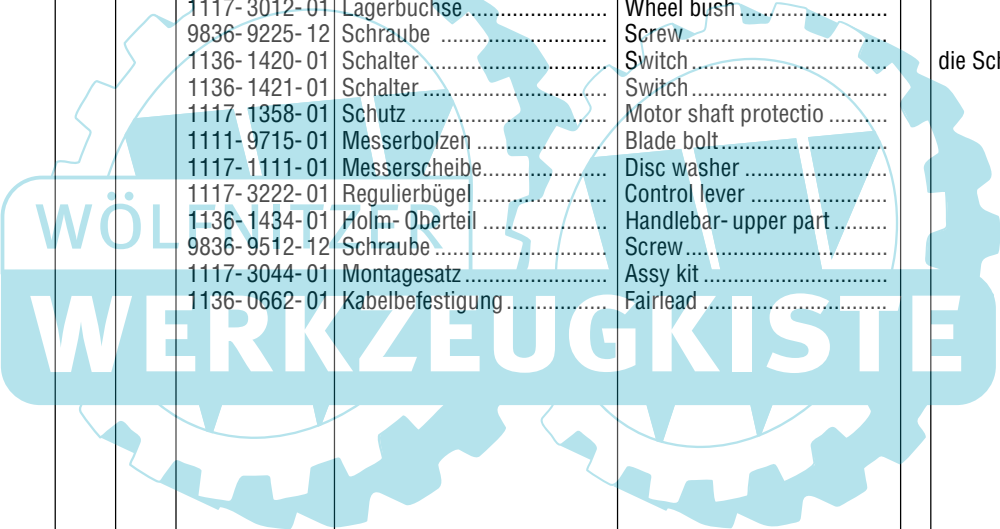 1117-3012-01 Lagerbuchse ........................ Wheel bush ........................
9836-9225-12 Schraube ........................... Screw.................................
1136-1420-01 Schalter .............................. Switch................................ die Sch
1136-1421-01 Schalter .............................. Switch................................
1117-1358-01 Schutz ................................ Motor shaft protectio ..........
1111-9715-01 Messerbolzen ..................... Blade bolt...........................
1117-1111-01 Messerscheibe.................... Disc washer .......................
1117-3222-01 Regulierbügel .................... Control lever ......................
1136-1434-01 Holm-Oberteil .................... Handlebar-upper part .........
9836-9512-12 Schraube ............................ Screw.................................
1117-3044-01 Montagesatz........................ Assy kit ..............................
1136-0662-01 Kabelbefestigung ................ Fairlead ..............................
WÖLFNITZER
WERKZEUGKISTE